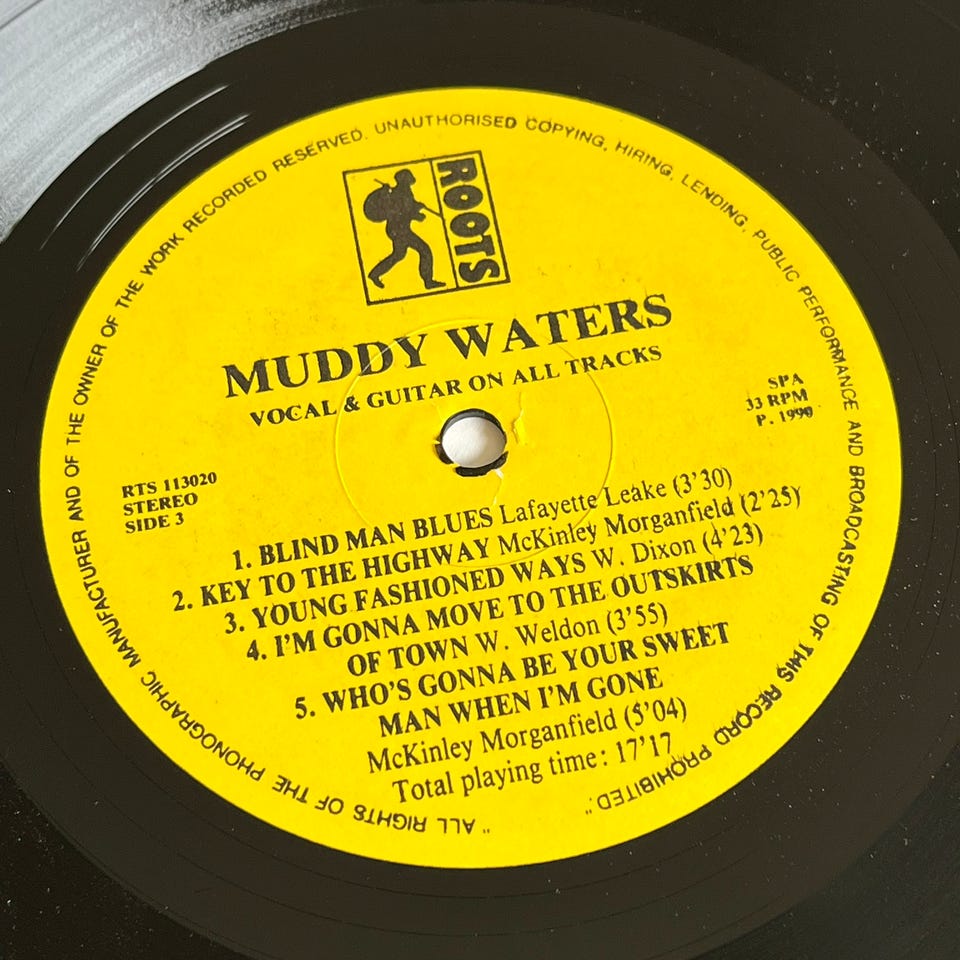 "ALL RIGHTS OF THE PHONOGRAPHIC MANUFACTURER AND OF THE OWNER OF THE WORK RECORDED RESERVED. UNAUTHORISED COPYING, HIRING, LENDING, PUBLIC PERFORMANCE AND BROADCASTING OF THIS RECORD PROHIBITED."
ROOTS
MUDDY WATERS
VOCAL & GUITAR ON ALL TRACKS
SPA
33 RPM
P. 1990
RTS 113020
STEREO
SIDE 3
1. BLIND MAN BLUES Lafayette Leake (3'30)
2. KEY TO THE HIGHWAY McKinley Morganfield (2'25)
3. YOUNG FASHIONED WAYS W. Dixon (4'23)
4. I'M GONNA MOVE TO THE OUTSKIRTS
OF TOWN W. Weldon (3'55)
5. WHO'S GONNA BE YOUR SWEET
MAN WHEN I'M GONE
McKinley Morganfield (5'04)
Total playing time: 17'17